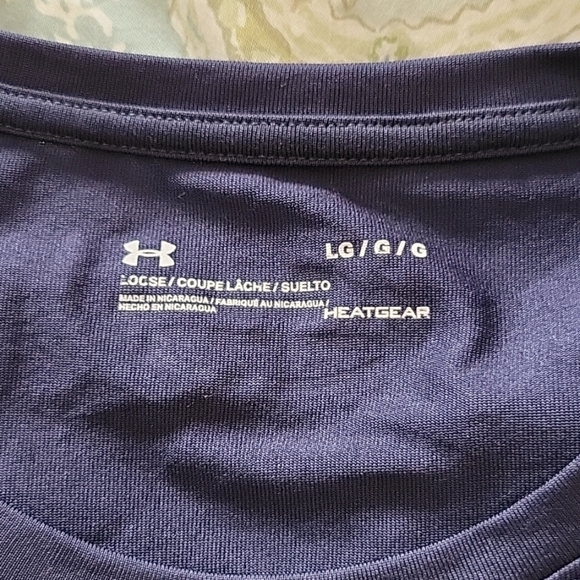 LG/G/G
LOOSE/COUPE LÂCHE/SUELTO
MADE IN NICARAGUA/FABRIQUÉ AU NICARAGUA/
HECHO EN NICARAGUA
HEATGEAR